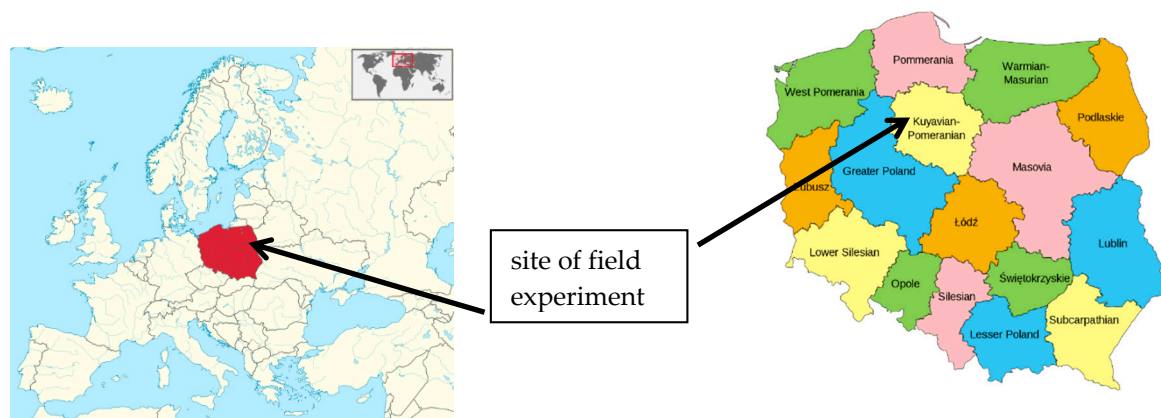 site of field
experiment
Pommerania
Warmian-
Masurian
West Pomerania
Podlaskie
Kuyavian-
Pomeranian
Masovia
Greater Poland
Lubusz
Łódź
Lublin
Lower Silesian
Świętokrzyskie
Opole
Silesian
Subcarpathian
Lesser Poland